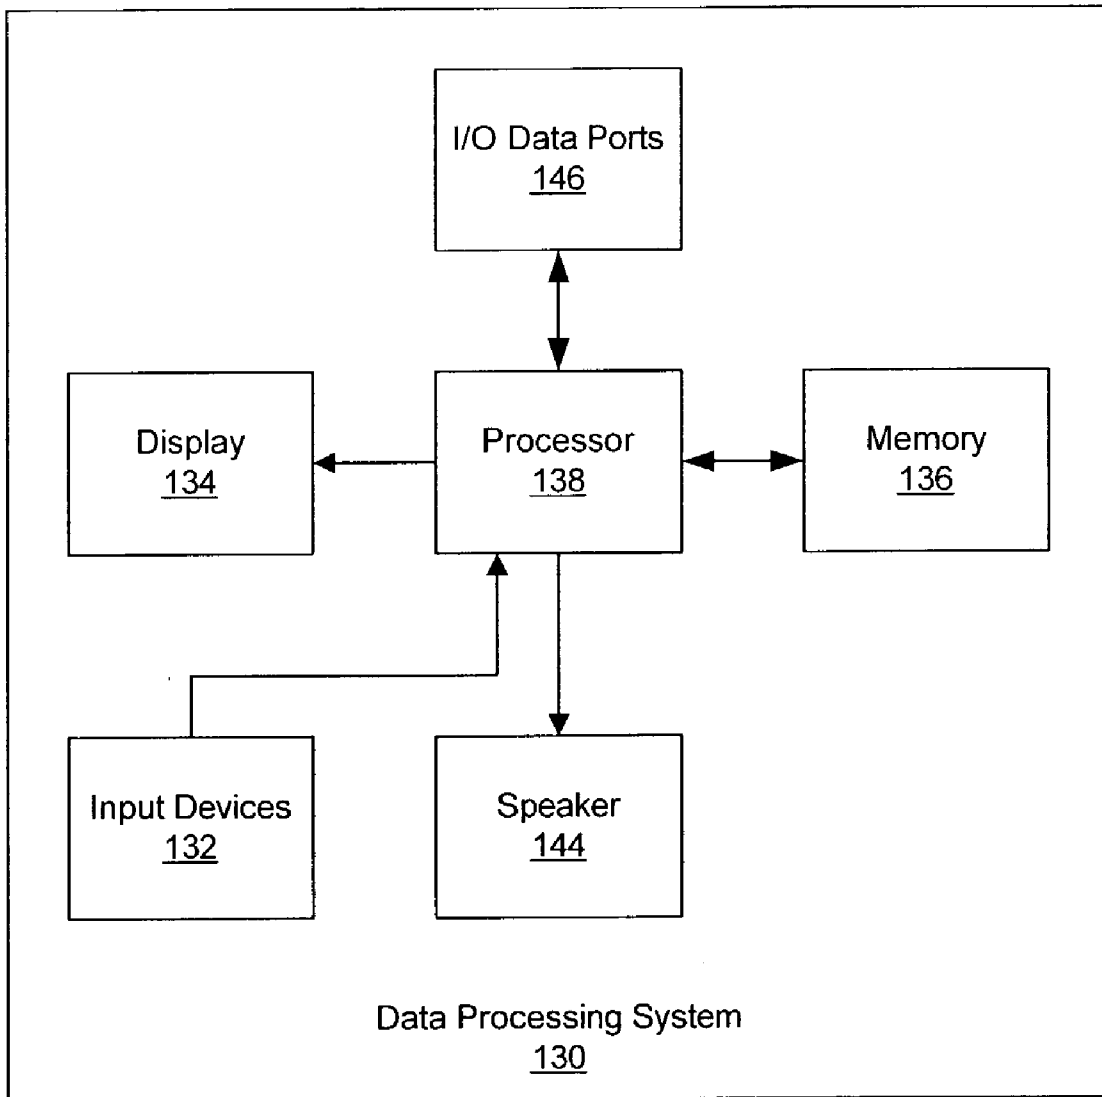 I/O Data Ports
146
Display
134
Processor
138
Memory
136
Input Devices
132
Speaker
144
Data Processing System
130